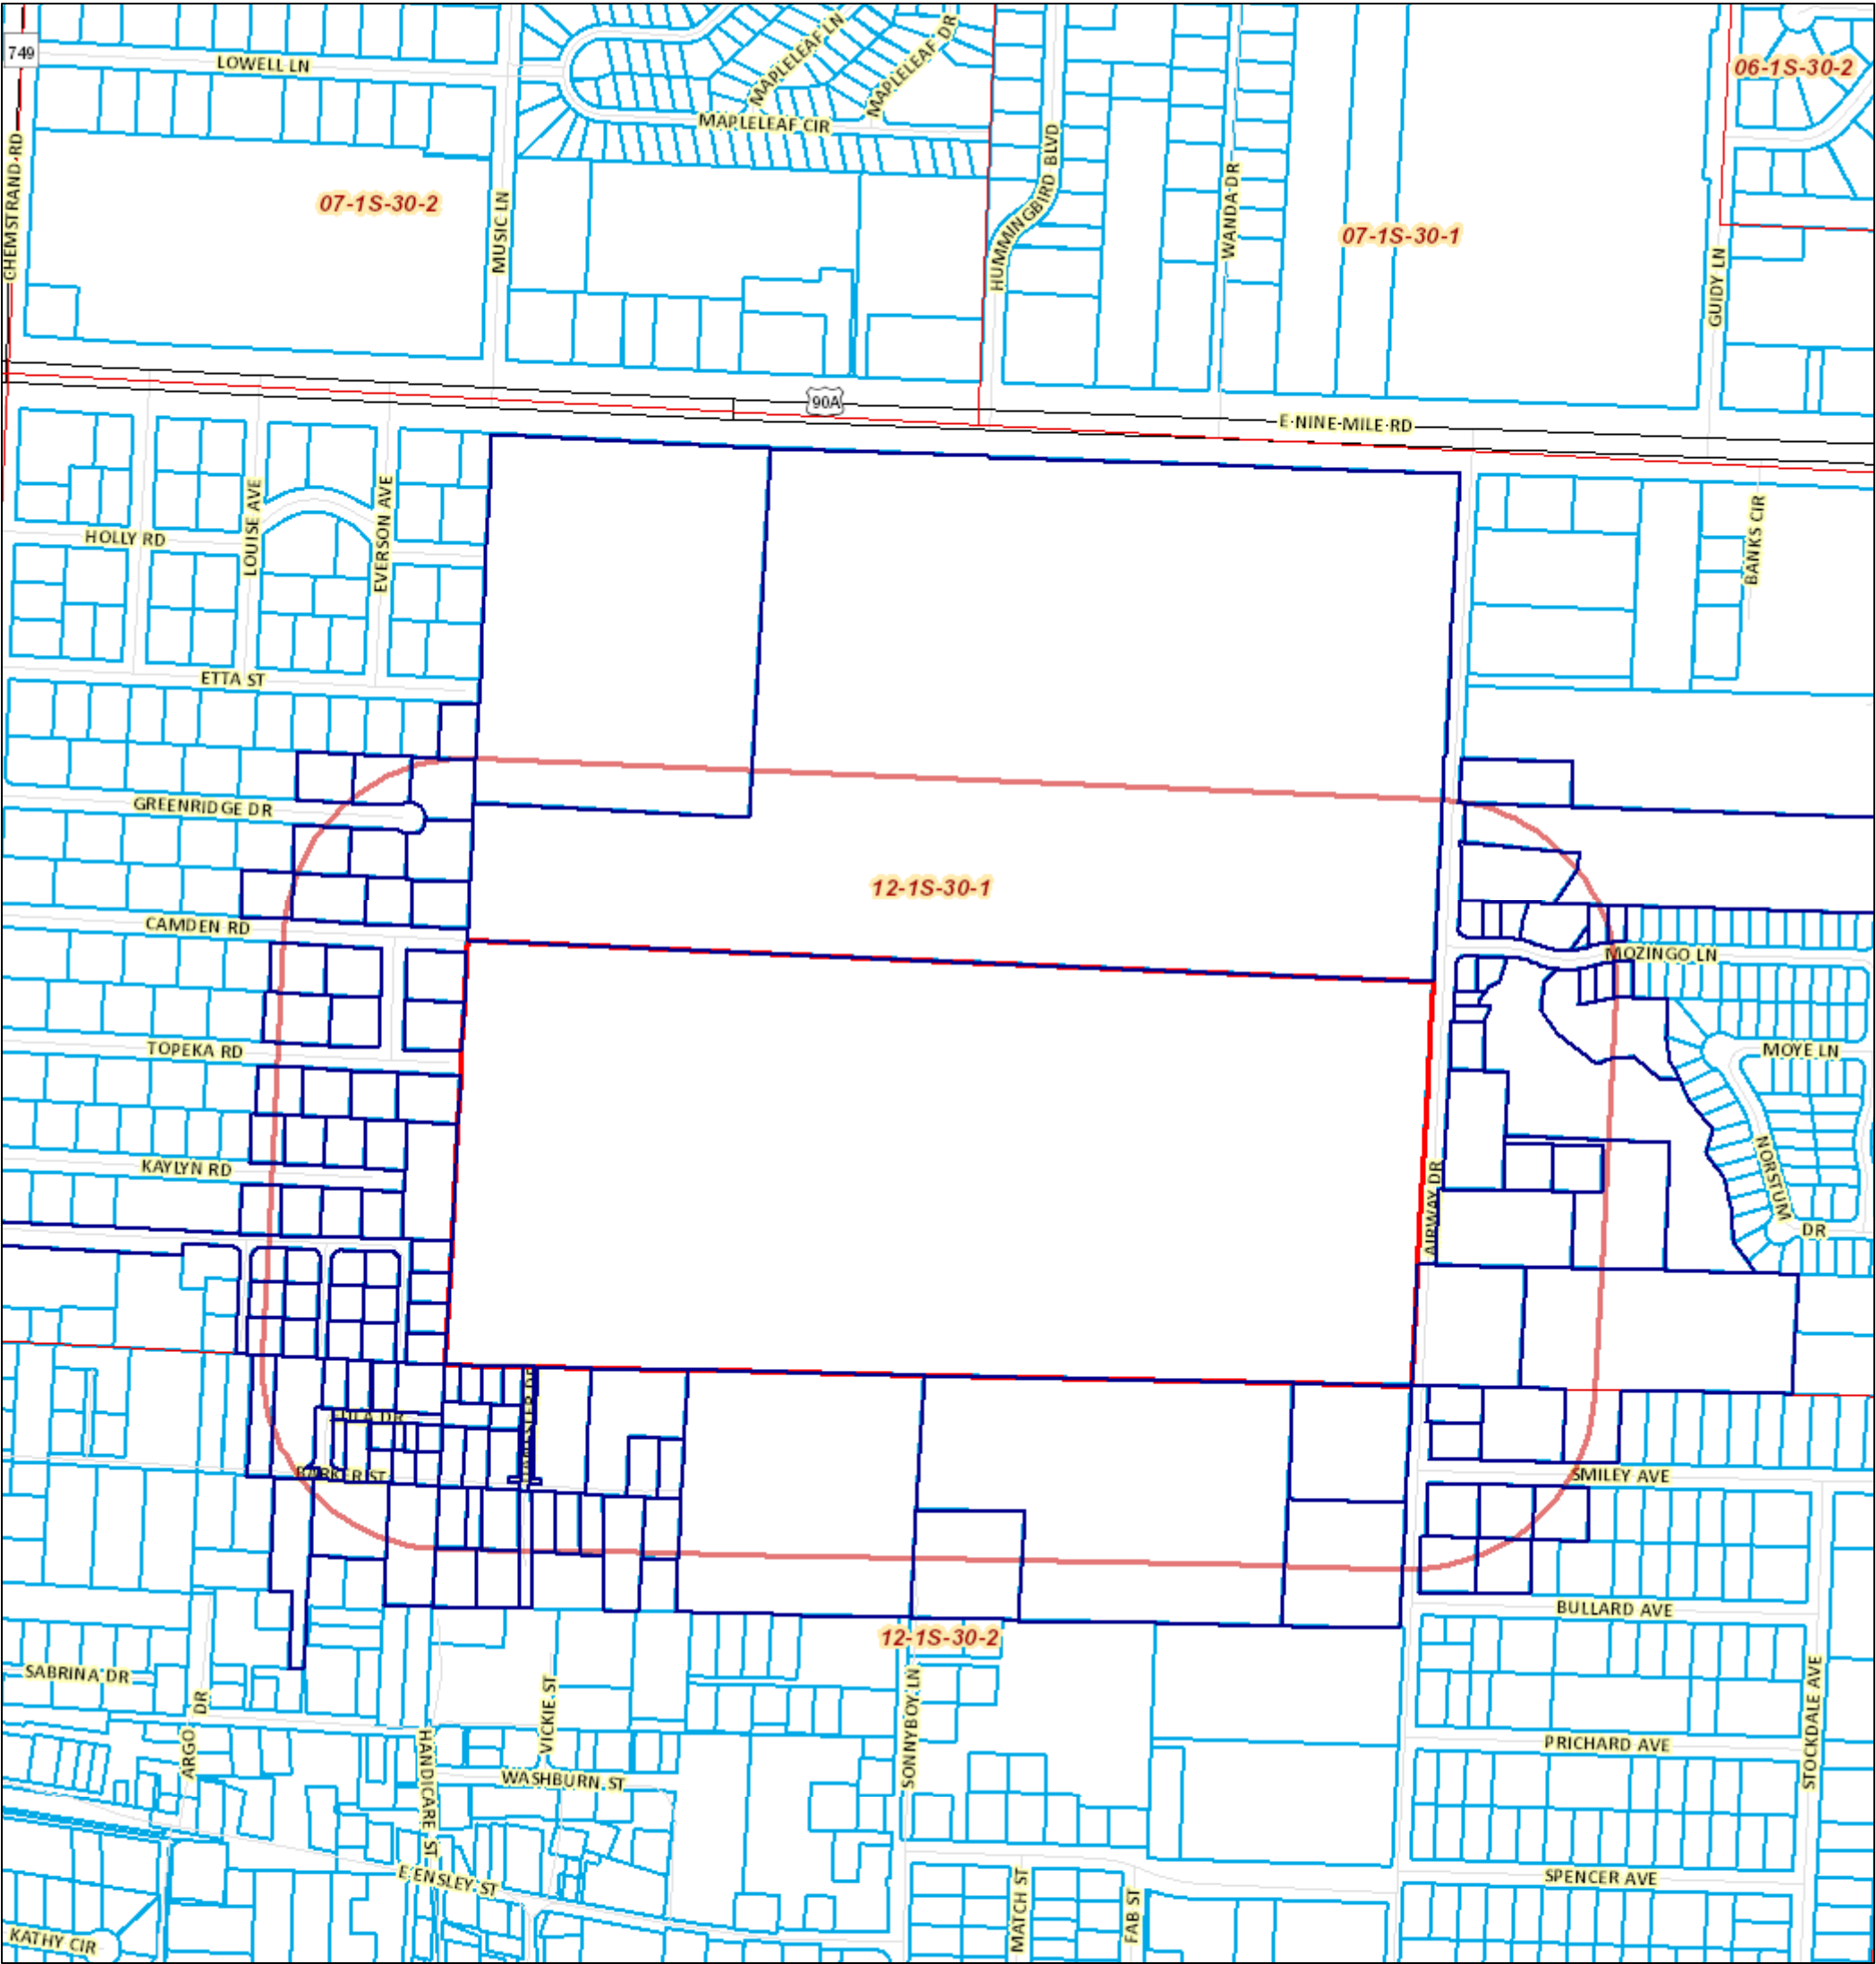 749
LOWELL LN
MAPLELEAF LN
MAPLELEAF DR
MAPLELEAF CIR
06-1S-30-2
CHEMSTRAND RD
07-1S-30-2
MUSIC LN
HUMMINGBIRD BLVD
WANDA DR
07-1S-30-1
GUIDY LN
90A
E NINE MILE RD
HOLLY RD
LOUISE AVE
EVERSON AVE
BANKS CIR
ETTA ST
GREENRIDGE DR
12-1S-30-1
CAMDEN RD
MOZINGO LN
TOPEKA RD
MOYE LN
KAYLYN RD
AIRWAY DR
NORSTUM
DR
BARKER ST
SMILEY AVE
BULLARD AVE
12-1S-30-2
SABRINA DR
ARGO DR
HANDICARE ST
VICKIE ST
WASHBURN ST
SONNYBOY LN
PRICHARD AVE
STOCKDALE AVE
E ENSLEY ST
MATCH ST
FAB ST
SPENCER AVE
KATHY CIR